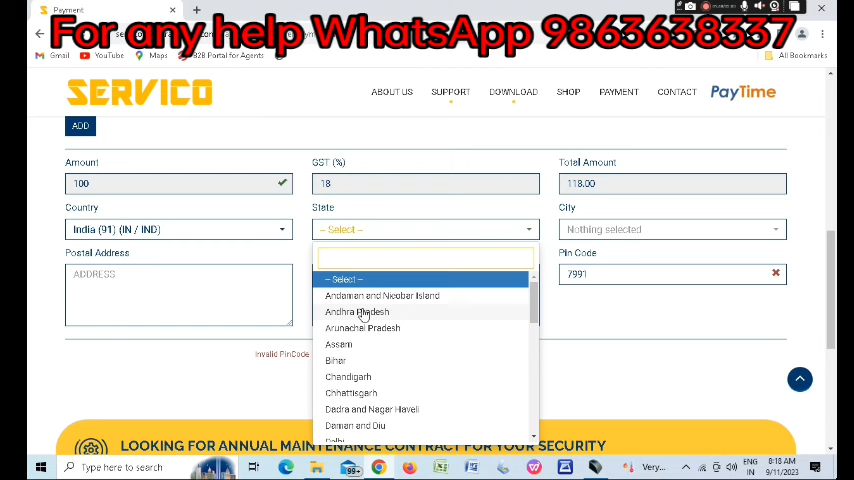 Payment
For any help WhatsApp 9863638337
Gmail YouTube Maps B2B Portal for Agents All Bookmarks
SERVICO
ABOUT US SUPPORT DOWNLOAD SHOP PAYMENT CONTACT PayTime
ADD
Amount GST (%) Total Amount
100 18 118.00
Country State City
India (91) (IN / IND) -- Select -- Nothing selected
Postal Address Pin Code
ADDRESS 7991
-- Select --
Andaman and Nicobar Island
Andhra Pradesh
Arunachal Pradesh
Assam
Invalid PinCode
Bihar
Chandigarh
Chhattisgarh
Dadra and Nagar Haveli
Daman and Diu
Delhi
LOOKING FOR ANNUAL MAINTENANCE CONTRACT FOR YOUR SECURITY
Type here to search 99+ Very... ENG IN 8:18 AM 9/11/2023